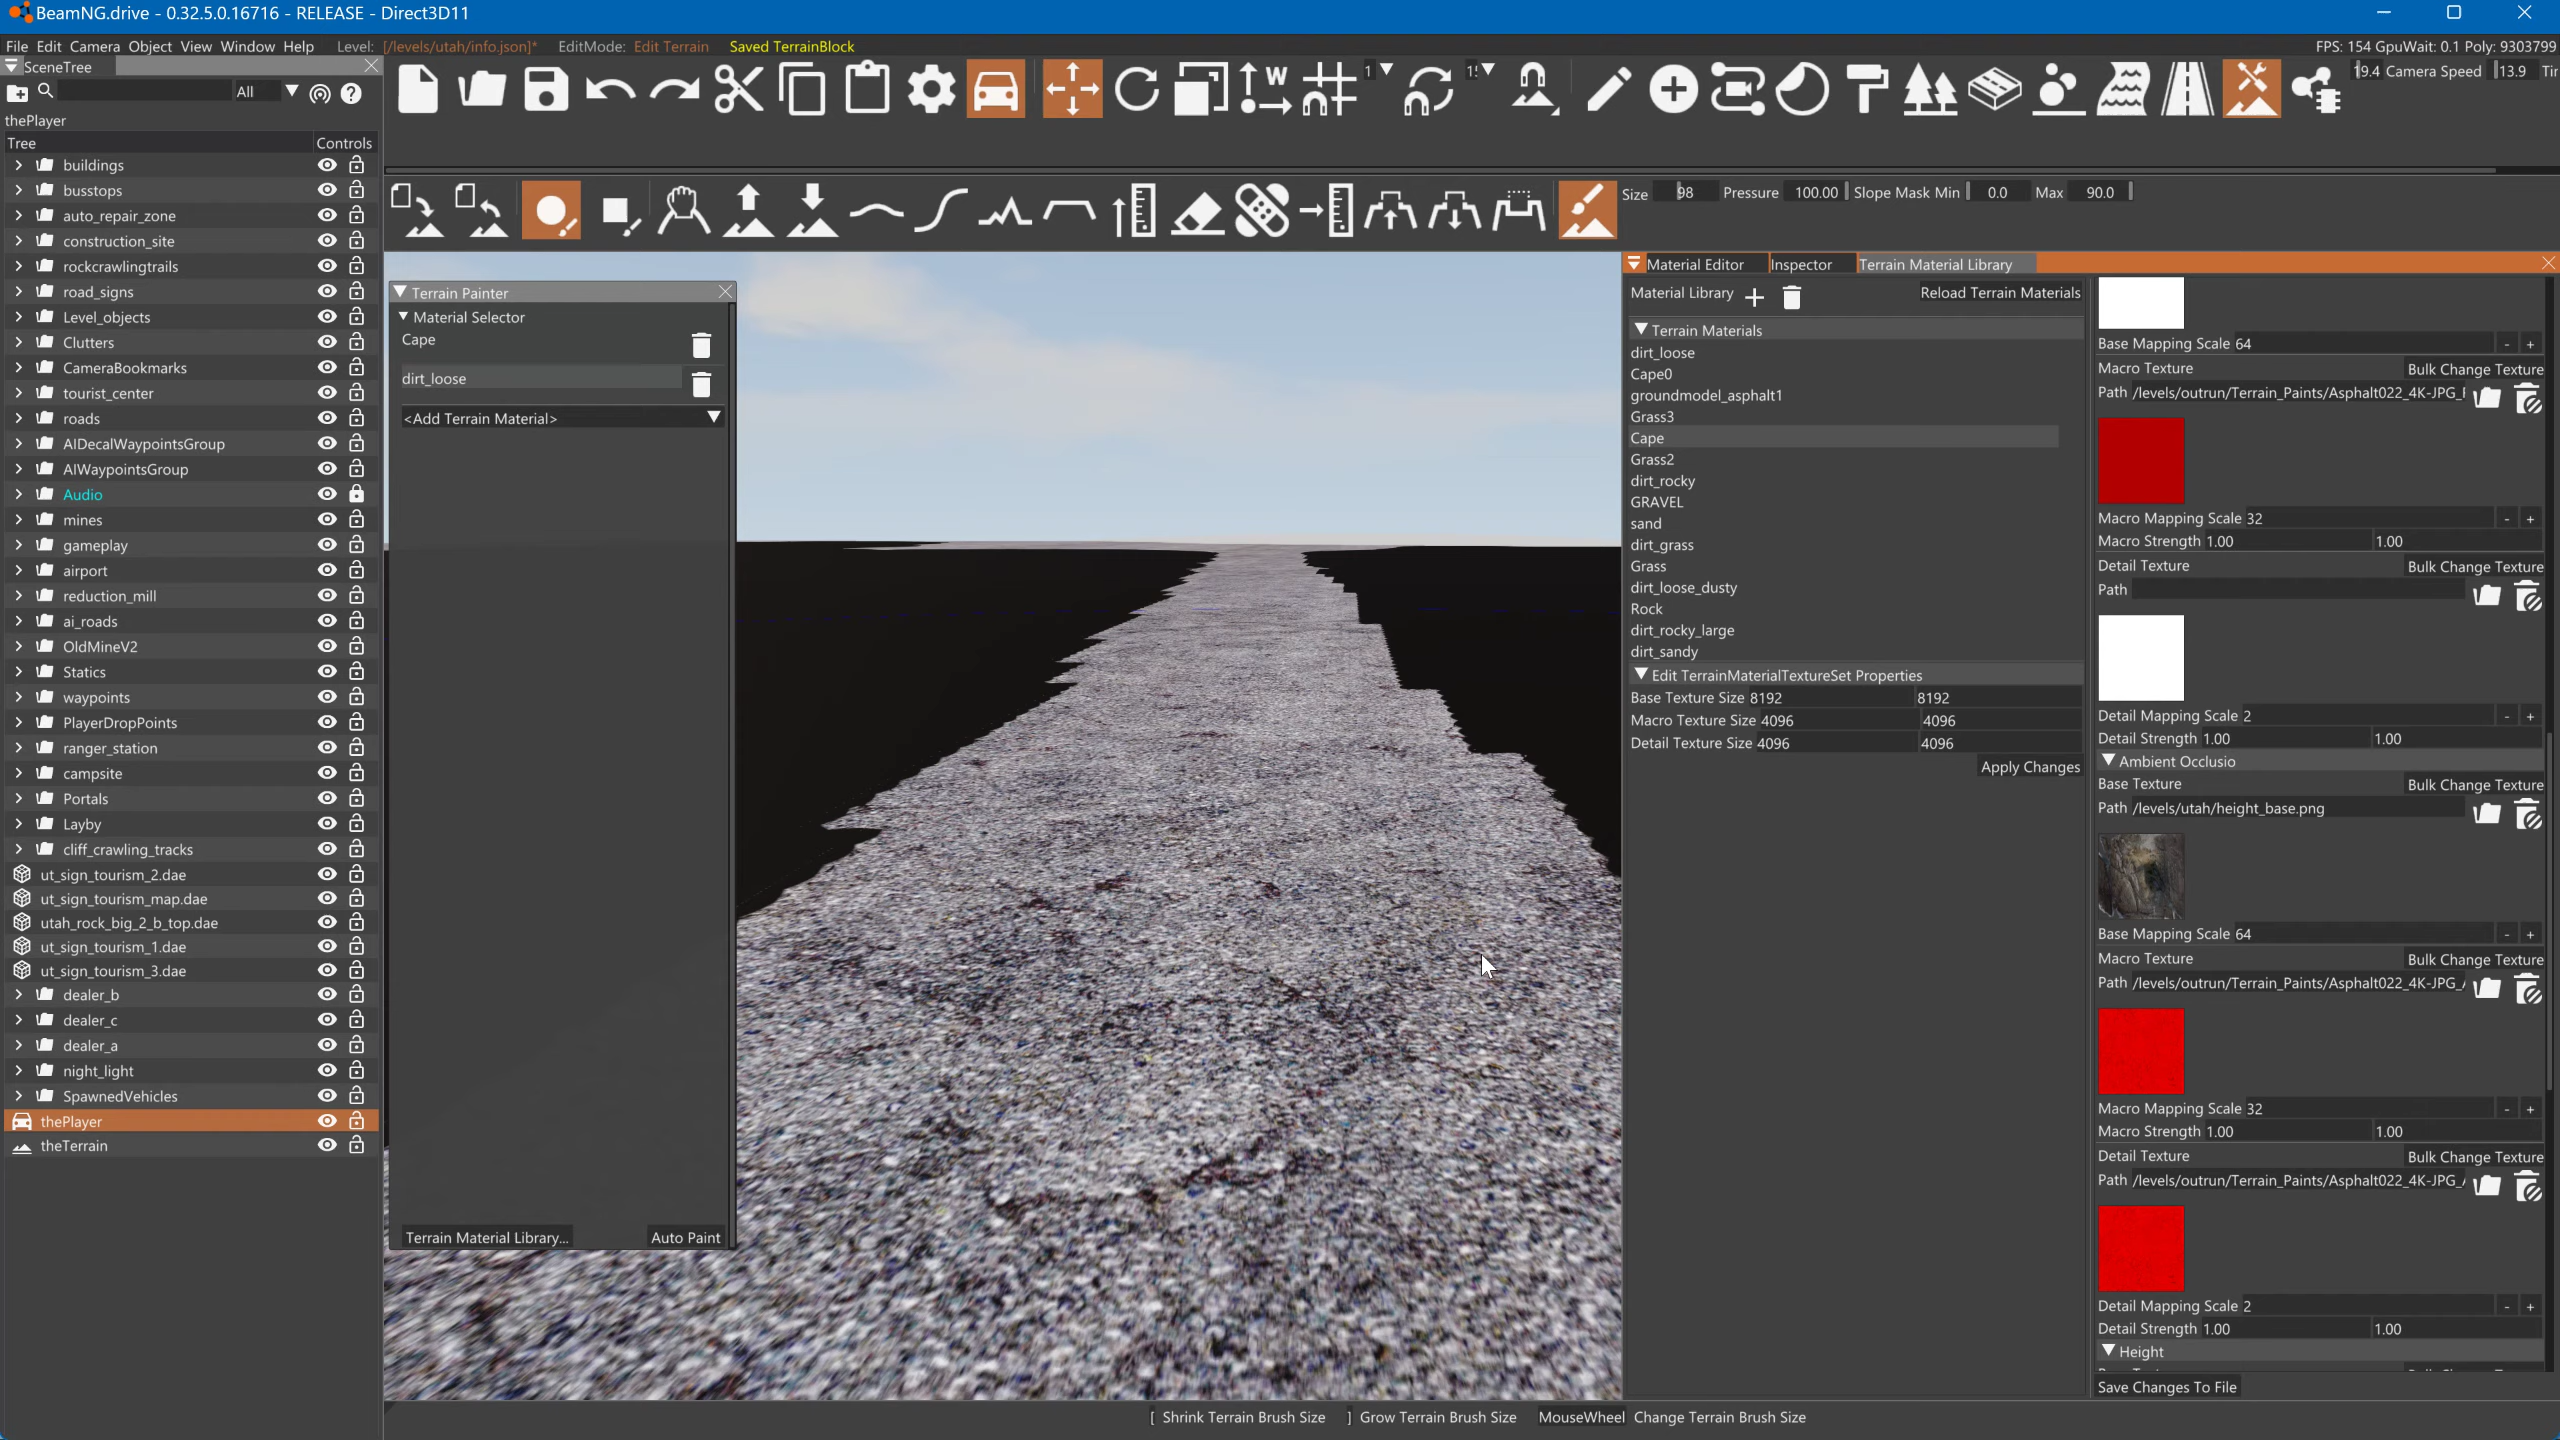 BeamNG.drive - 0.32.5.0.16716 - RELEASE - Direct3D11
File Edit Camera Object View Window Help Level: [/levels/utah/info.json]* EditMode: Edit Terrain Saved TerrainBlock FPS: 154 GpuWait: 0.1 Poly: 9303799
SceneTree
All
thePlayer
Tree Controls
buildings
busstops
auto_repair_zone
construction_site
rockcrawlingtrails
road_signs
Level_objects
Clutters
CameraBookmarks
tourist_center
roads
AIDecalWaypointsGroup
AIWaypointsGroup
Audio
mines
gameplay
airport
reduction_mill
ai_roads
OldMineV2
Statics
waypoints
PlayerDropPoints
ranger_station
campsite
Portals
Layby
cliff_crawling_tracks
ut_sign_tourism_2.dae
ut_sign_tourism_map.dae
utah_rock_big_2_b_top.dae
ut_sign_tourism_1.dae
ut_sign_tourism_3.dae
dealer_b
dealer_c
dealer_a
night_light
SpawnedVehicles
thePlayer
theTerrain
W 1 19.4 Camera Speed 13.9
Size 98 Pressure 100.00 Slope Mask Min 0.0 Max 90.0
Terrain Painter
Material Selector
Cape
dirt_loose
<Add Terrain Material>
Terrain Material Library... Auto Paint
Material Editor Inspector Terrain Material Library
Material Library Reload Terrain Materials
Terrain Materials
dirt_loose
Cape0
groundmodel_asphalt1
Grass3
Cape
Grass2
dirt_rocky
GRAVEL
sand
dirt_grass
Grass
dirt_loose_dusty
Rock
dirt_rocky_large
dirt_sandy
Edit TerrainMaterialTextureSet Properties
Base Texture Size 8192 8192
Macro Texture Size 4096 4096
Detail Texture Size 4096 4096
Apply Changes
Base Mapping Scale 64 - +
Macro Texture Bulk Change Texture
Path /levels/outrun/Terrain_Paints/Asphalt022_4K-JPG_
Macro Mapping Scale 32 - +
Macro Strength 1.00 1.00
Detail Texture Bulk Change Texture
Path
Detail Mapping Scale 2 - +
Detail Strength 1.00 1.00
Ambient Occlusio
Base Texture Bulk Change Texture
Path /levels/utah/height_base.png
Base Mapping Scale 64 - +
Macro Texture Bulk Change Texture
Path /levels/outrun/Terrain_Paints/Asphalt022_4K-JPG_
Macro Mapping Scale 32 - +
Macro Strength 1.00 1.00
Detail Texture Bulk Change Texture
Path /levels/outrun/Terrain_Paints/Asphalt022_4K-JPG_
Detail Mapping Scale 2 - +
Detail Strength 1.00 1.00
Height
Save Changes To File
[ Shrink Terrain Brush Size ] Grow Terrain Brush Size MouseWheel Change Terrain Brush Size